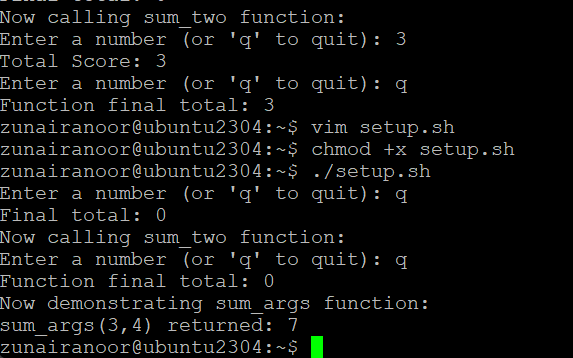 Now calling sum_two function:
Enter a number (or 'q' to quit): 3
Total Score: 3
Enter a number (or 'q' to quit): q
Function final total: 3
zunairanoor@ubuntu2304:~$ vim setup.sh
zunairanoor@ubuntu2304:~$ chmod +x setup.sh
zunairanoor@ubuntu2304:~$ ./setup.sh
Enter a number (or 'q' to quit): q
Final total: 0
Now calling sum_two function:
Enter a number (or 'q' to quit): q
Function final total: 0
Now demonstrating sum_args function:
sum_args(3,4) returned: 7
zunairanoor@ubuntu2304:~$